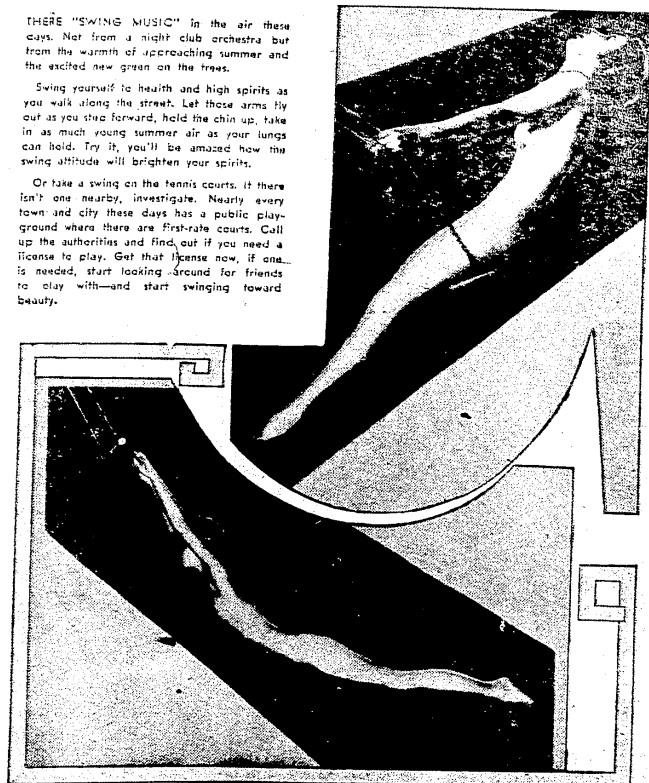 THERE "SWING MUSIC" in the air these
days. Not from a night club orchestra but
from the warmth of approaching summer and
the excited new green on the trees.
Swing yourself to health and high spirits as
you walk along the street. Let those arms fly
out as you step forward, hold the chin up, take
in as much young summer air as your lungs
can hold. Try it, you'll be amazed how the
swing attitude will brighten your spirits.
Or take a swing on the tennis courts. If there
isn't one nearby, investigate. Nearly every
town and city these days has a public play-
ground where there are first-rate courts. Call
up the authorities and find out if you need a
license to play. Get that license now, if one
is needed, start looking around for friends
to play with—and start swinging toward
beauty.